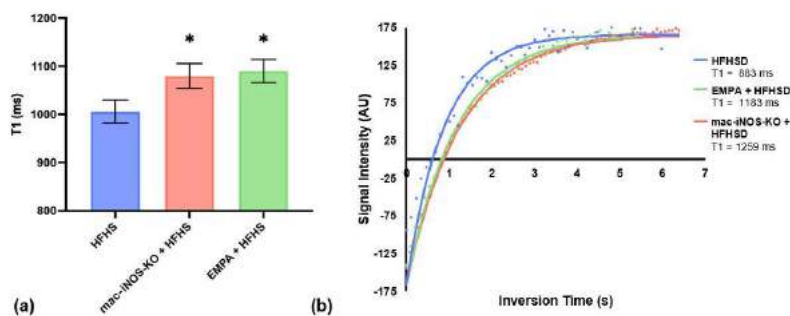 1200
1100
1000
900
800
T1 (ms)
*
*
HFHS
mac-iNOS-KO + HFHS
EMPA + HFHS
(a)
175
125
75
25
-25
-75
-125
-175
Signal Intensity (AU)
0
1
2
3
4
5
6
7
Inversion Time (s)
HFHSD
T1 = 883 ms
EMPA + HFHSD
T1 = 1183 ms
mac-iNOS-KO +
HFHSD
T1 = 1259 ms
(b)